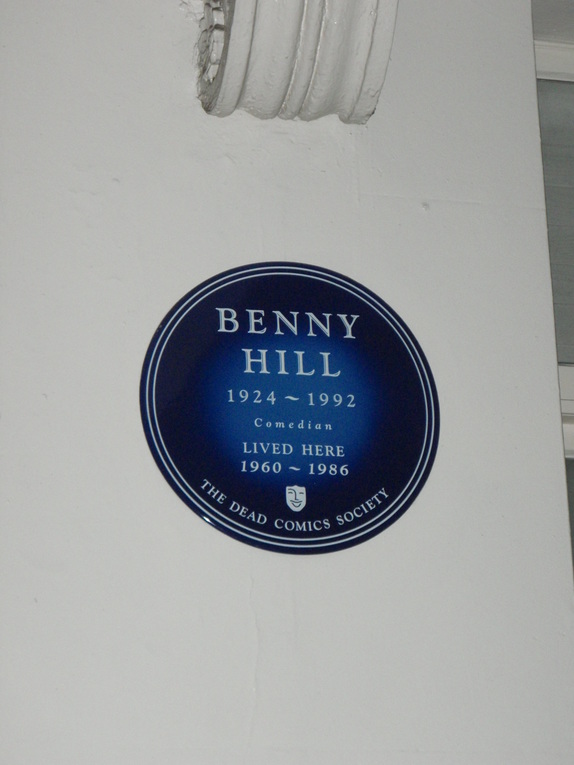 BENNY
HILL
1924 ~ 1992
Comedian
LIVED HERE
1960 ~ 1986
THE DEAD COMICS SOCIETY